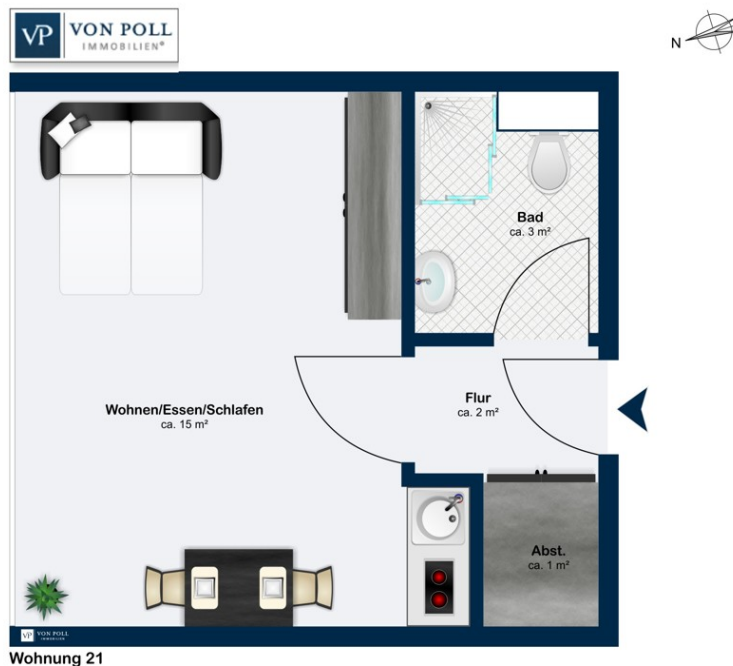 VP VON POLL
IMMOBILIEN®
N
Bad
ca. 3 m²
Wohnen/Essen/Schlafen
ca. 15 m²
Flur
ca. 2 m²
Abst.
ca. 1 m²
VP VON POLL
IMMOBILIEN
Wohnung 21